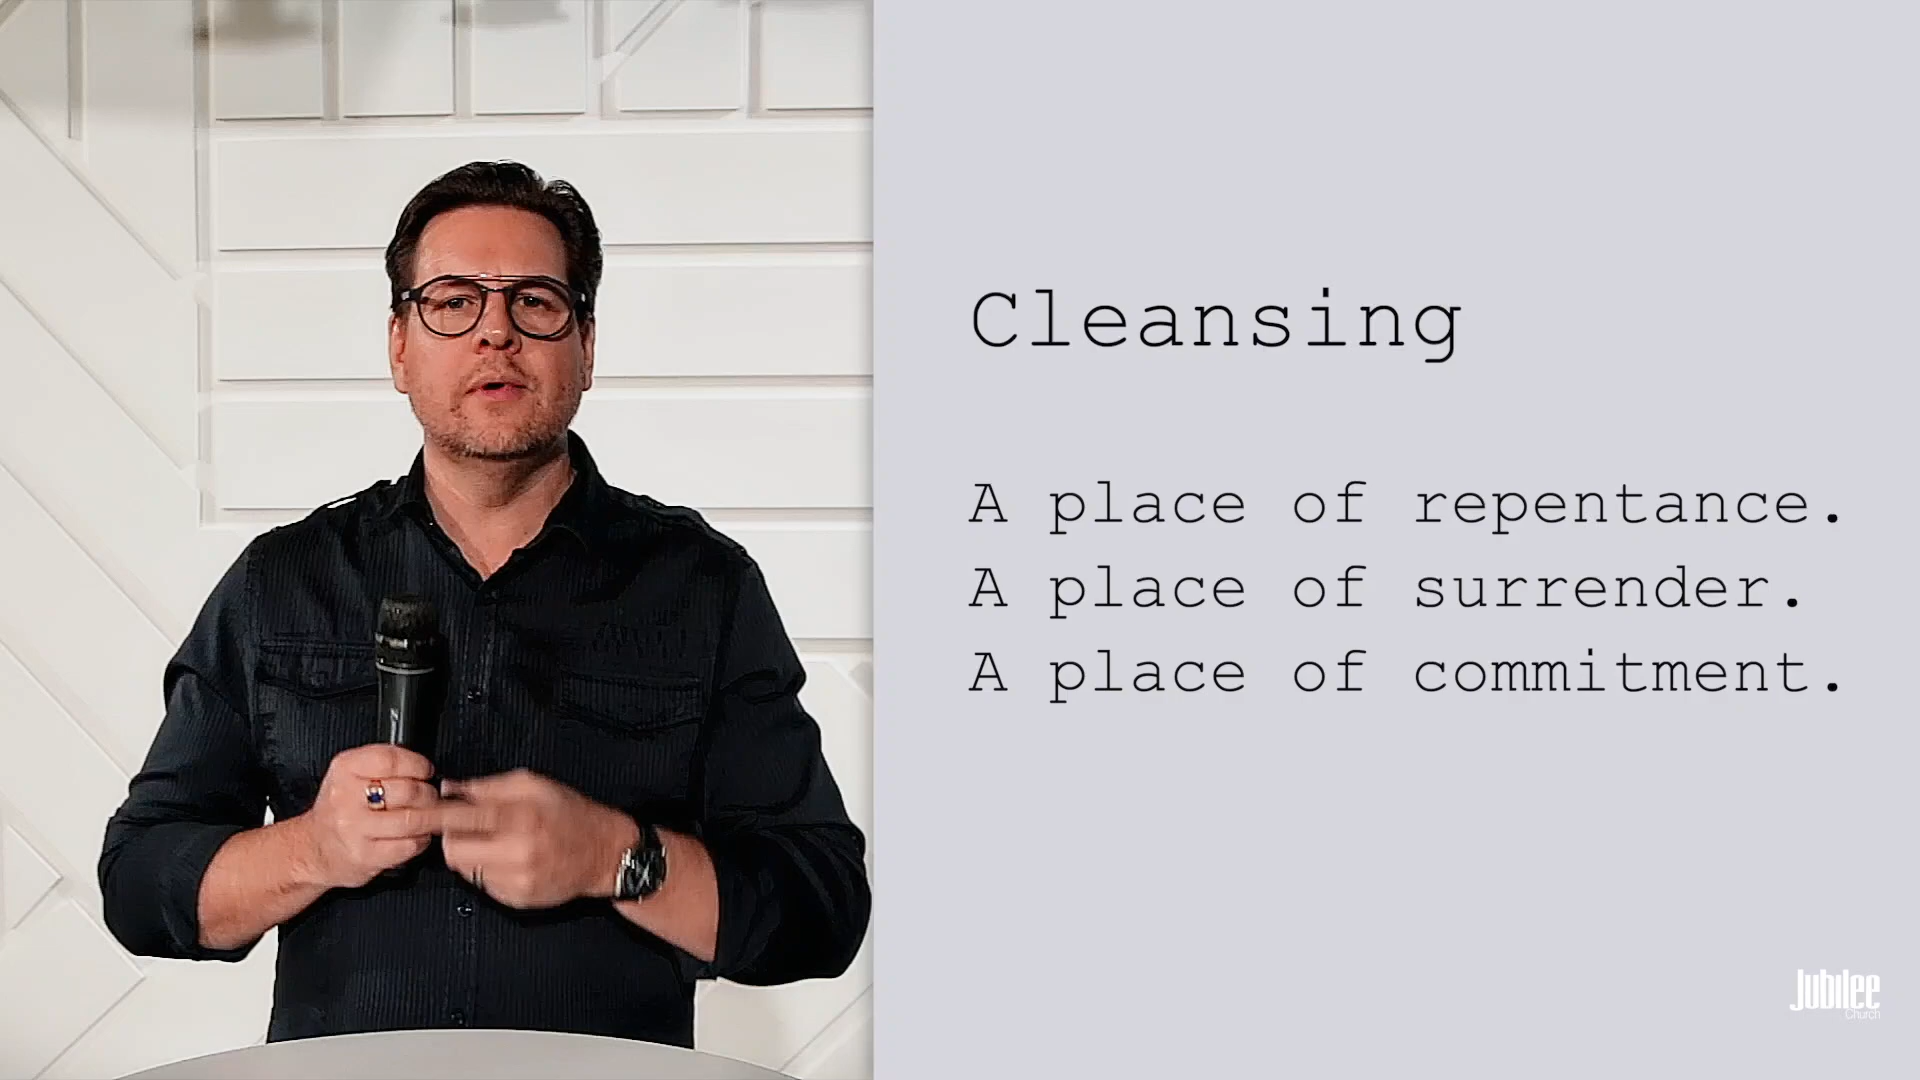 Cleansing
A place of repentance.
A place of surrender.
A place of commitment.
Jubilee
Church